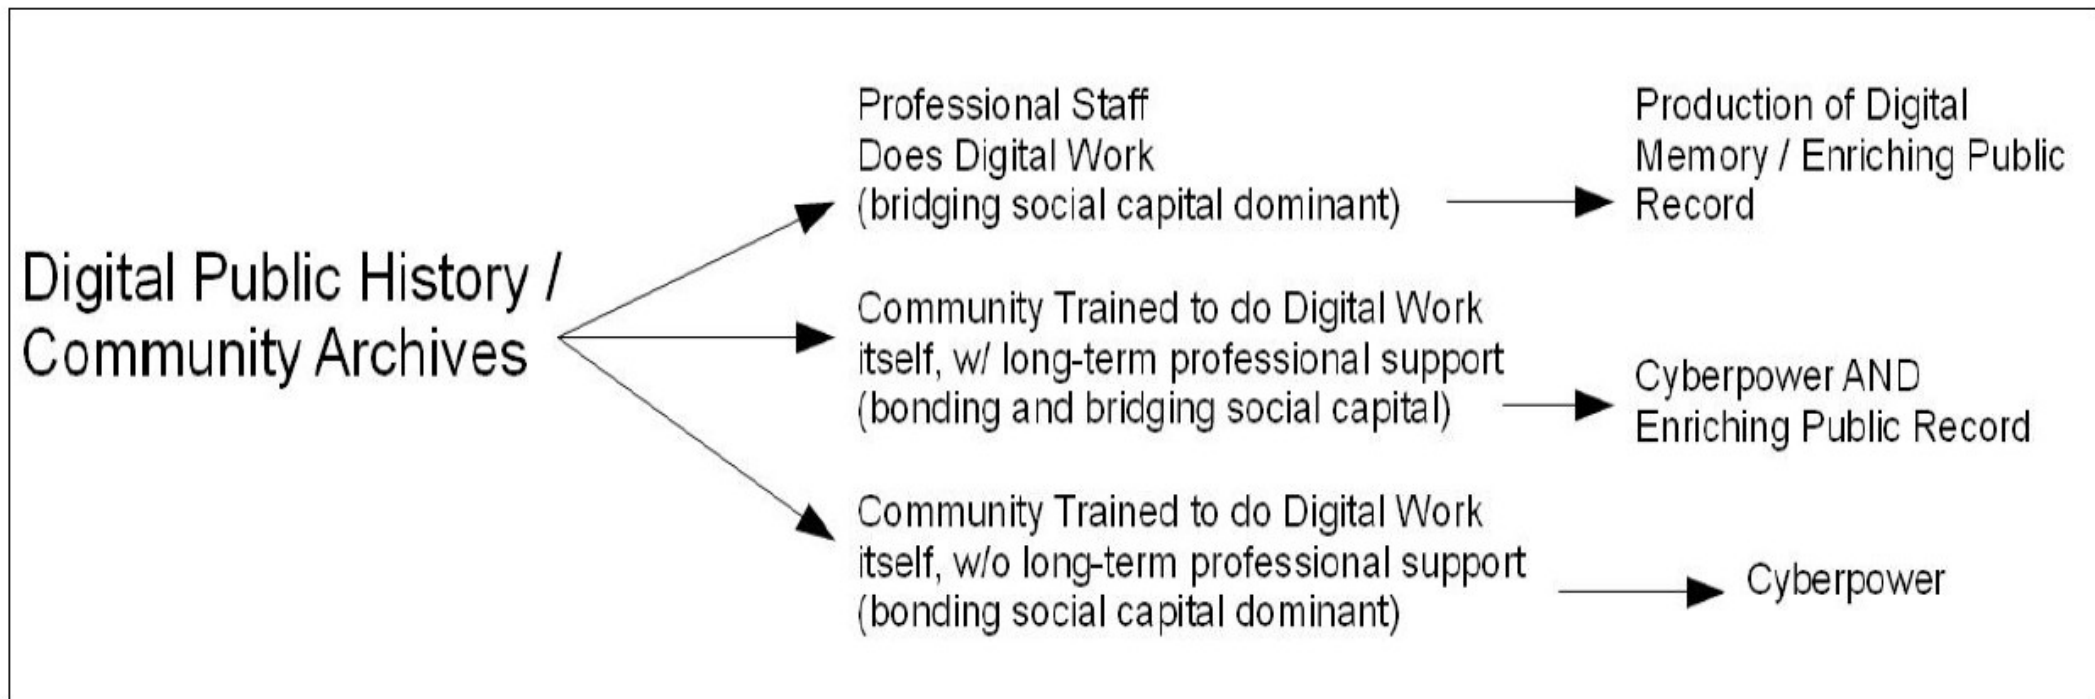 Digital Public History /
Community Archives
Professional Staff
Does Digital Work
(bridging social capital dominant)
Production of Digital
Memory / Enriching Public
Record
Community Trained to do Digital Work
itself, w/ long-term professional support
(bonding and bridging social capital)
Cyberpower AND
Enriching Public Record
Community Trained to do Digital Work
itself, w/o long-term professional support
(bonding social capital dominant)
Cyberpower